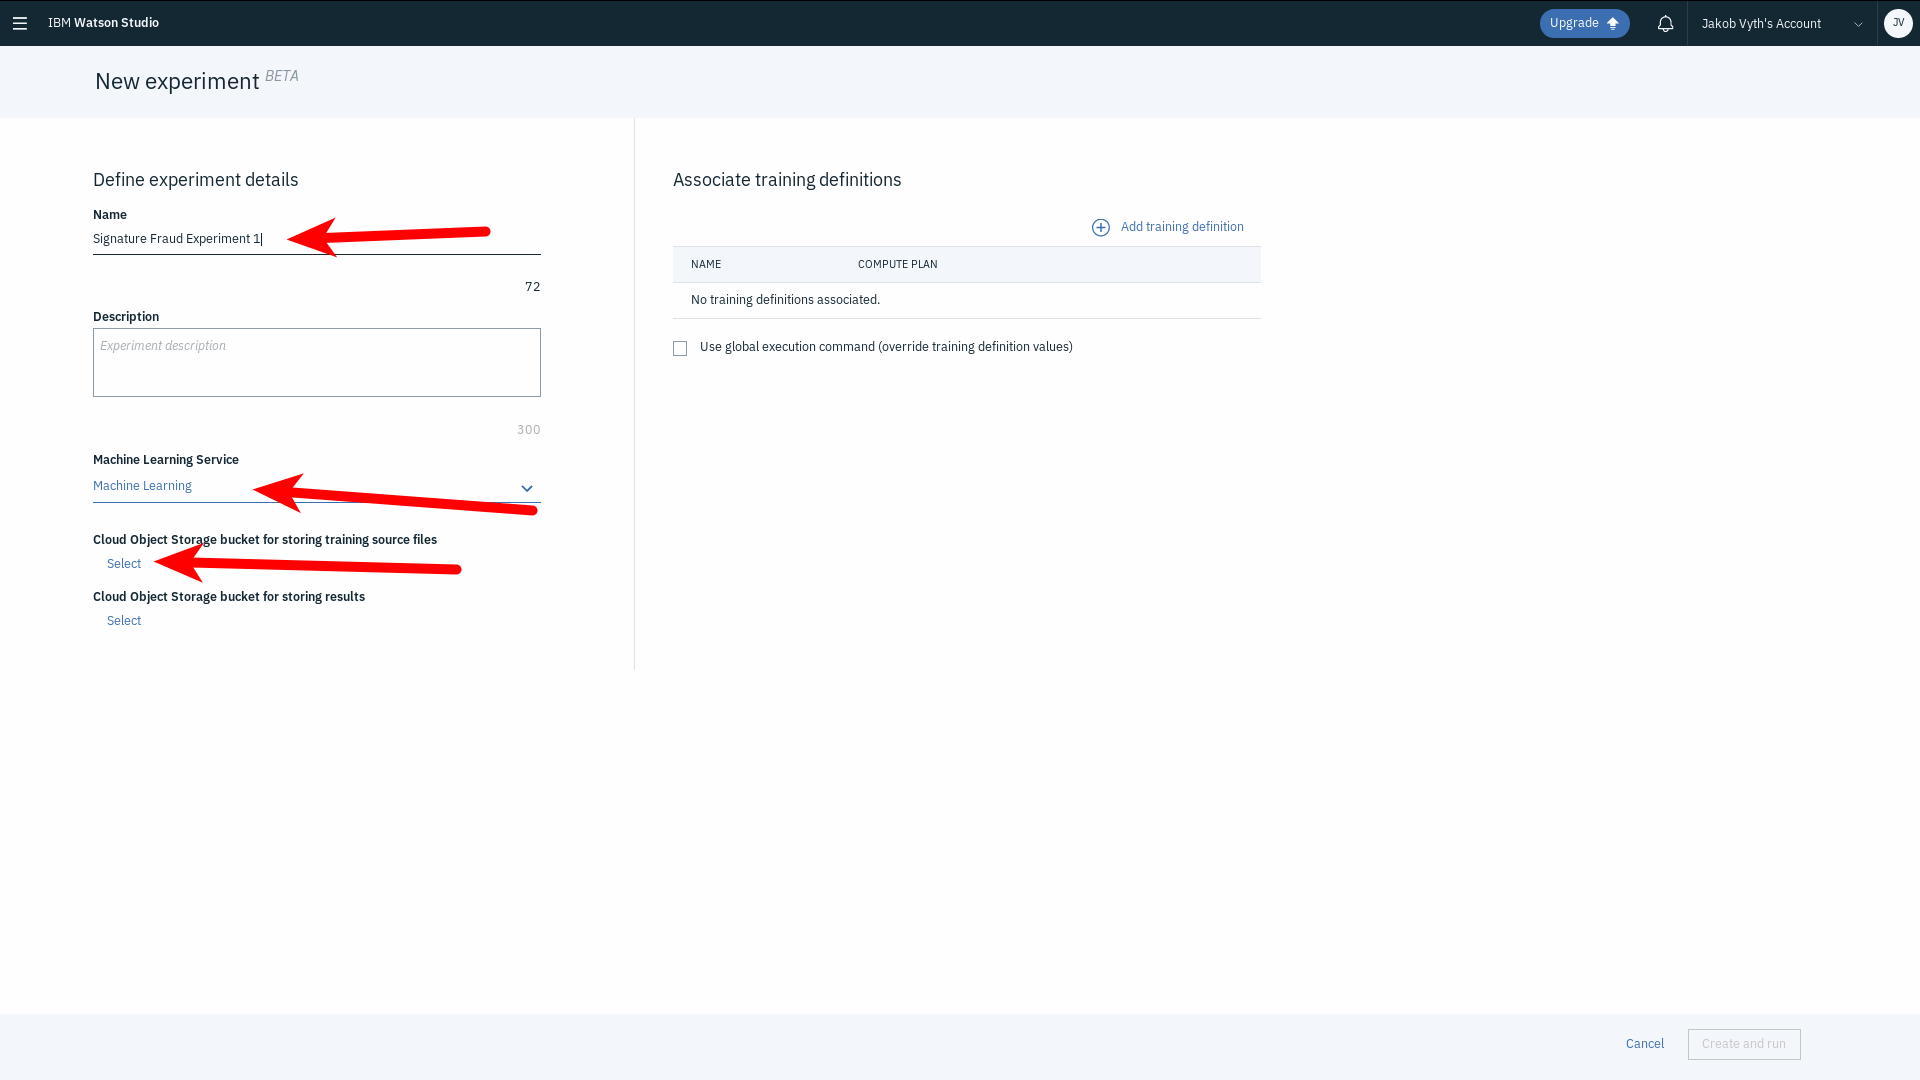 IBM Watson Studio
Upgrade
Jakob Vyth's Account
JV
New experiment BETA
Define experiment details
Name
Signature Fraud Experiment 1
72
Description
Experiment description
300
Machine Learning Service
Machine Learning
Cloud Object Storage bucket for storing training source files
Select
Cloud Object Storage bucket for storing results
Select
Associate training definitions
Add training definition
NAME COMPUTE PLAN
No training definitions associated.
Use global execution command (override training definition values)
Cancel
Create and run